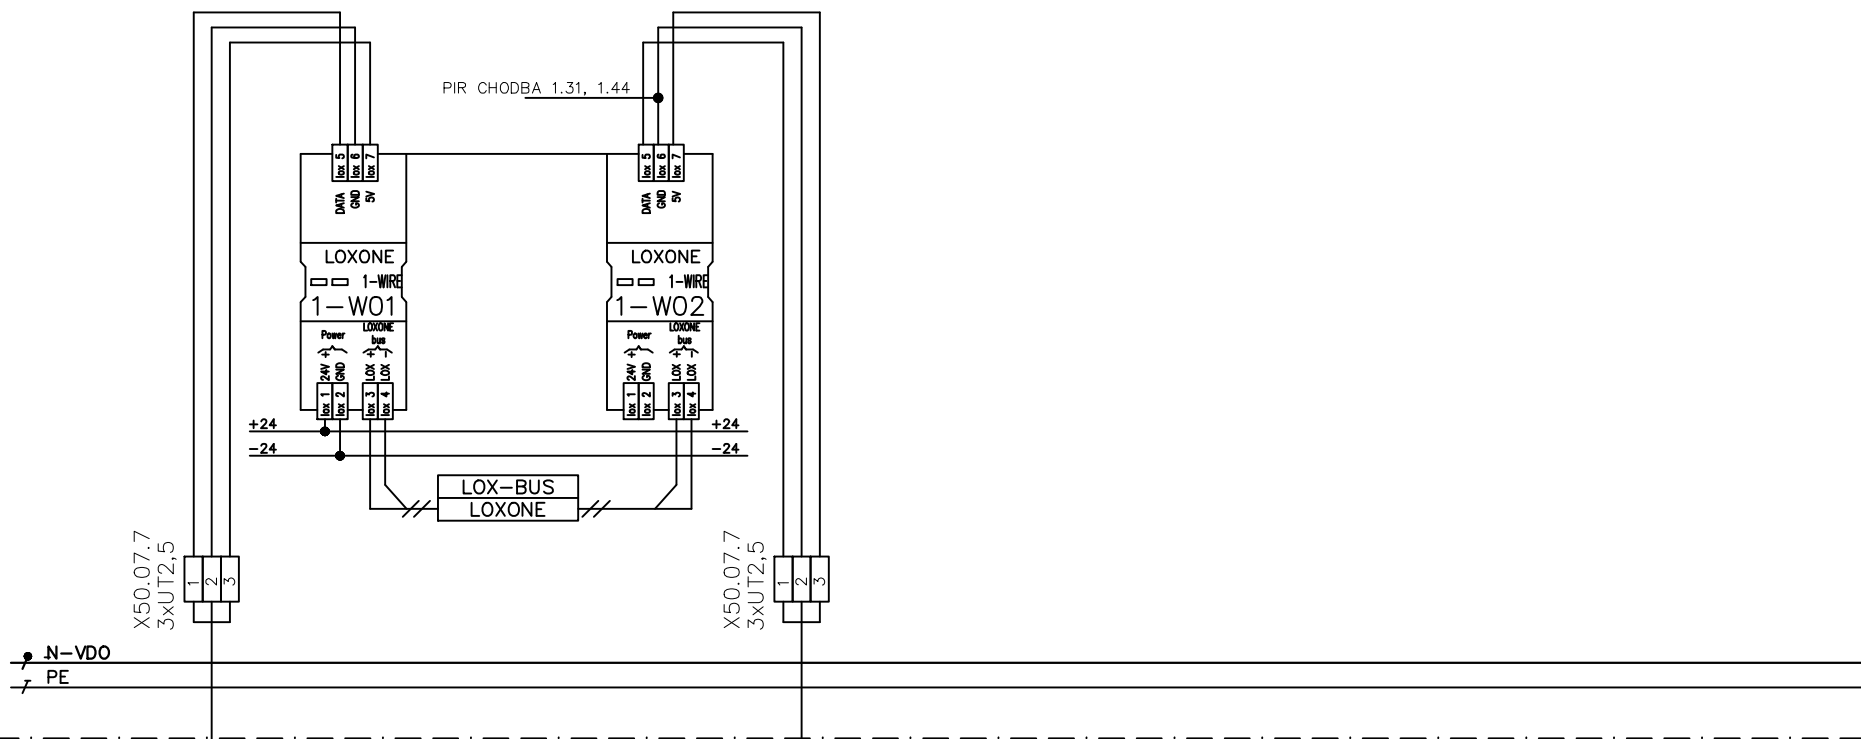 PIR CHODBA 1.31, 1.44
lox 5
lox 6
lox 7
DATA
GND
5V
LOXONE
1-WIRE
1-W01
Power
LOXONE
bus
24V +
GND
LOX +
LOX -
lox 1
lox 2
lox 3
lox 4
lox 5
lox 6
lox 7
DATA
GND
5V
LOXONE
1-WIRE
1-W02
Power
LOXONE
bus
24V +
GND
LOX +
LOX -
lox 1
lox 2
lox 3
lox 4
+24
+24
-24
-24
LOX-BUS
LOXONE
X50.07.7
3xUT2,5
1
2
3
X50.07.7
3xUT2,5
1
2
3
N-VDO
PE